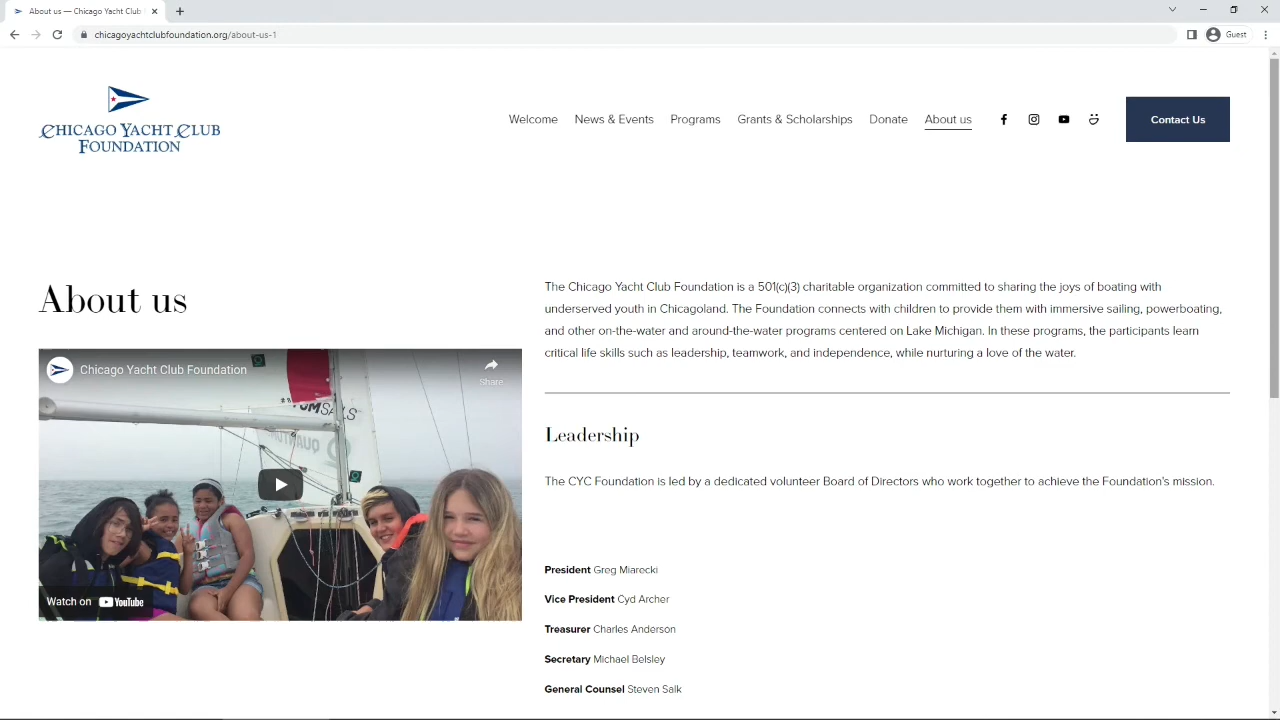 About us — Chicago Yacht Club
chicagoyachtclubfoundation.org/about-us-1
Guest
CHICAGO YACHT CLUB
FOUNDATION
Welcome
News & Events
Programs
Grants & Scholarships
Donate
About us
Contact Us
About us
Chicago Yacht Club Foundation
Share
Watch on YouTube
The Chicago Yacht Club Foundation is a 501(c)(3) charitable organization committed to sharing the joys of boating with
underserved youth in Chicagoland. The Foundation connects with children to provide them with immersive sailing, powerboating,
and other on-the-water and around-the-water programs centered on Lake Michigan. In these programs, the participants learn
critical life skills such as leadership, teamwork, and independence, while nurturing a love of the water.
Leadership
The CYC Foundation is led by a dedicated volunteer Board of Directors who work together to achieve the Foundation's mission.
President Greg Miarecki
Vice President Cyd Archer
Treasurer Charles Anderson
Secretary Michael Belsley
General Counsel Steven Salk